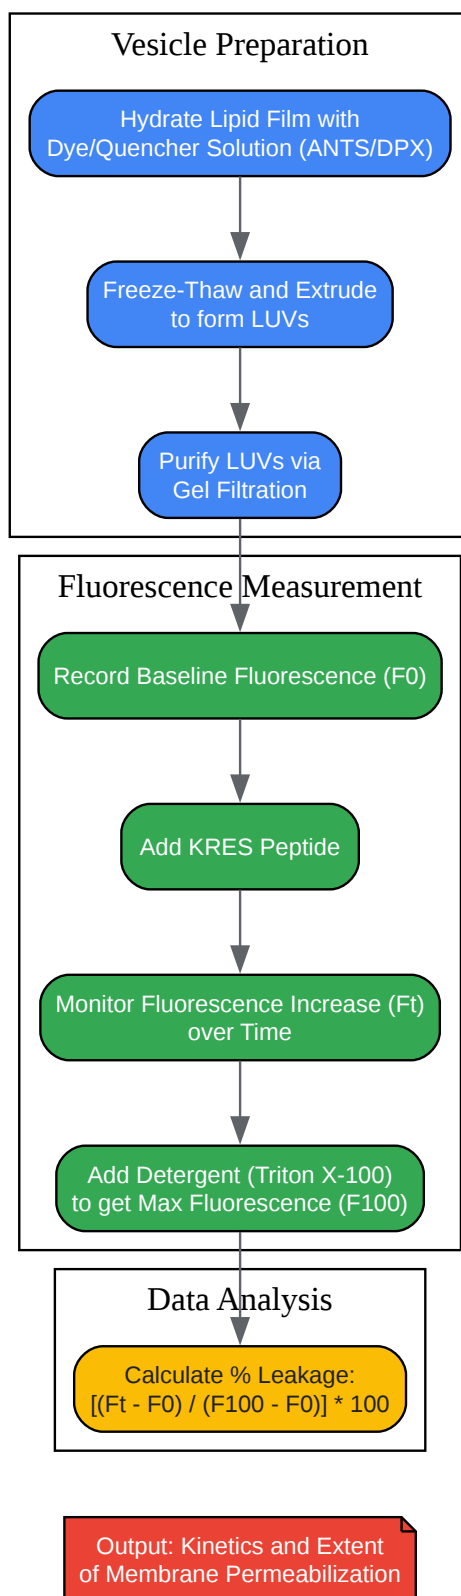 Vesicle Preparation
Hydrate Lipid Film with
Dye/Quencher Solution (ANTS/DPX)
Freeze-Thaw and Extrude
to form LUVs
Purify LUVs via
Gel Filtration
Fluorescence Measurement
Record Baseline Fluorescence (F0)
Add KRES Peptide
Monitor Fluorescence Increase (Ft)
over Time
Add Detergent (Triton X-100)
to get Max Fluorescence (F100)
Data Analysis
Calculate % Leakage:
[(Ft - F0) / (F100 - F0)] * 100
Output: Kinetics and Extent
of Membrane Permeabilization